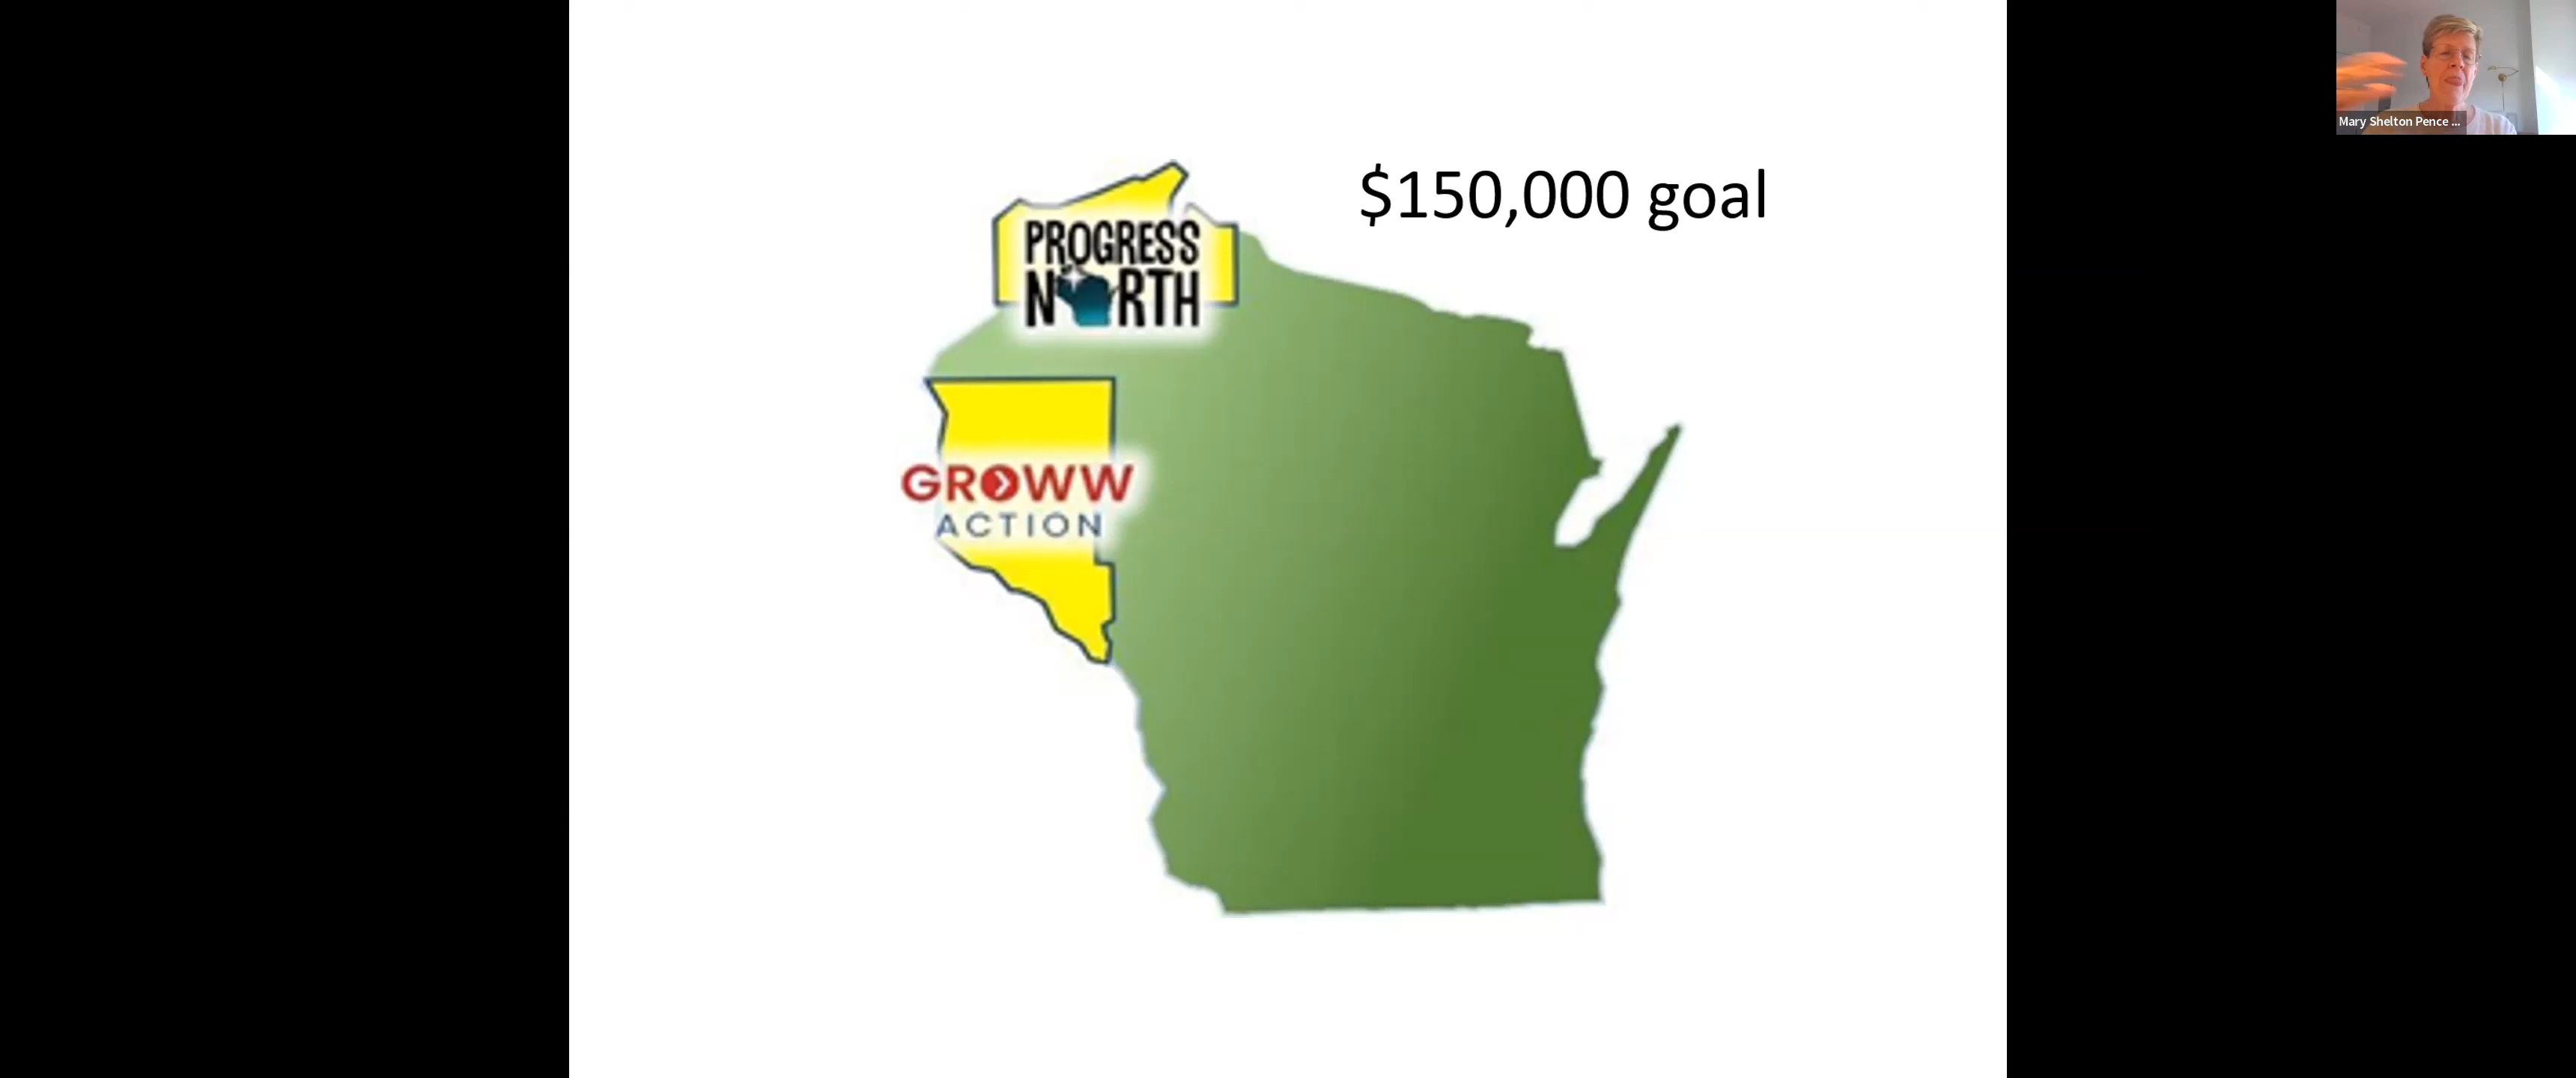 Mary Shelton Pence ...
$150,000 goal
PROGRESS
NORTH
GROWW
ACTION